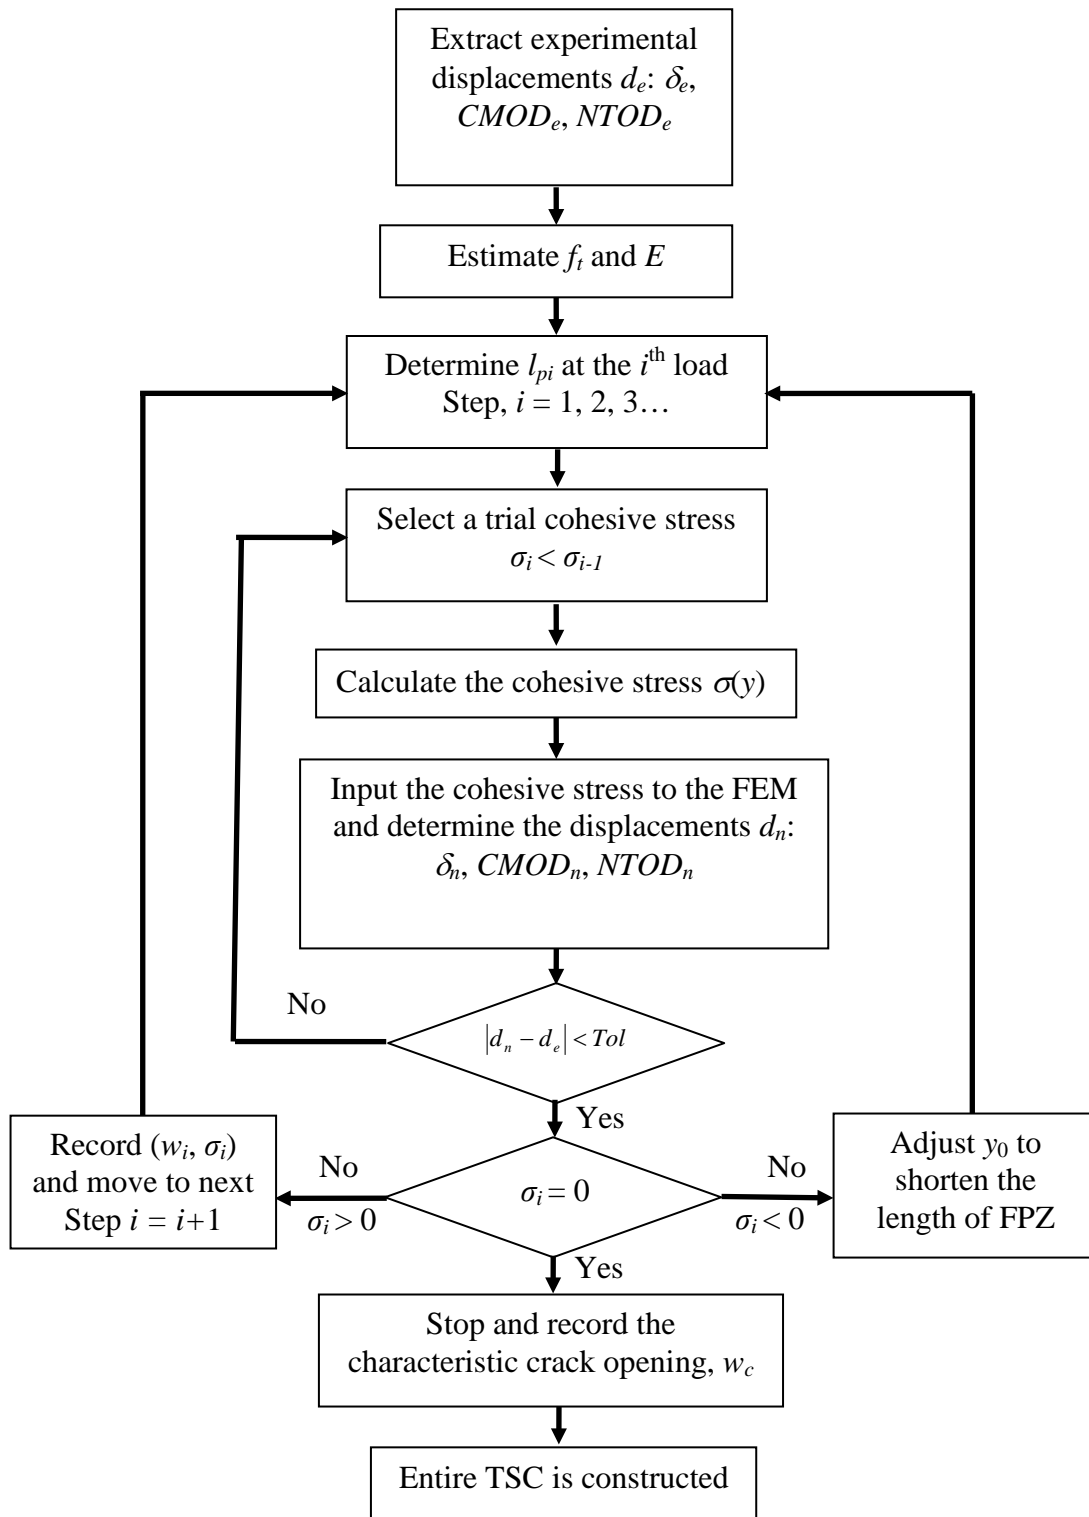 Extract experimental
displacements dₑ: δₑ,
CMODₑ, NTODₑ
Estimate fₜ and E
Determine lₚᵢ at the iᵗʰ load
Step, i = 1, 2, 3…
Select a trial cohesive stress
σᵢ < σᵢ₋₁
Calculate the cohesive stress σ(y)
Input the cohesive stress to the FEM
and determine the displacements dₙ:
δₙ, CMODₙ, NTODₙ
No
|dₙ − dₑ| < Tol
Yes
Record (wᵢ, σᵢ)
and move to next
Step i = i+1
No
σᵢ > 0
σᵢ = 0
No
σᵢ < 0
Adjust y₀ to
shorten the
length of FPZ
Yes
Stop and record the
characteristic crack opening, w_c
Entire TSC is constructed